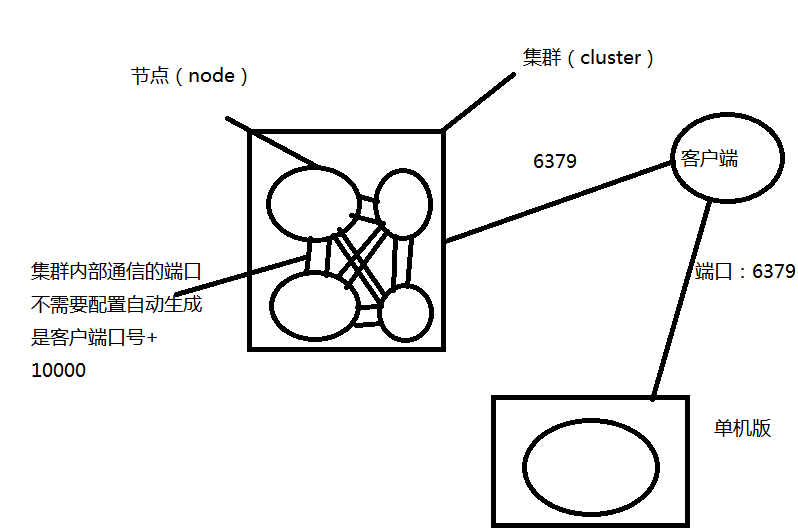 节点（node）
集群（cluster）
6379
客户端
集群内部通信的端口
不需要配置自动生成
是客户端口号+
10000
端口：6379
单机版